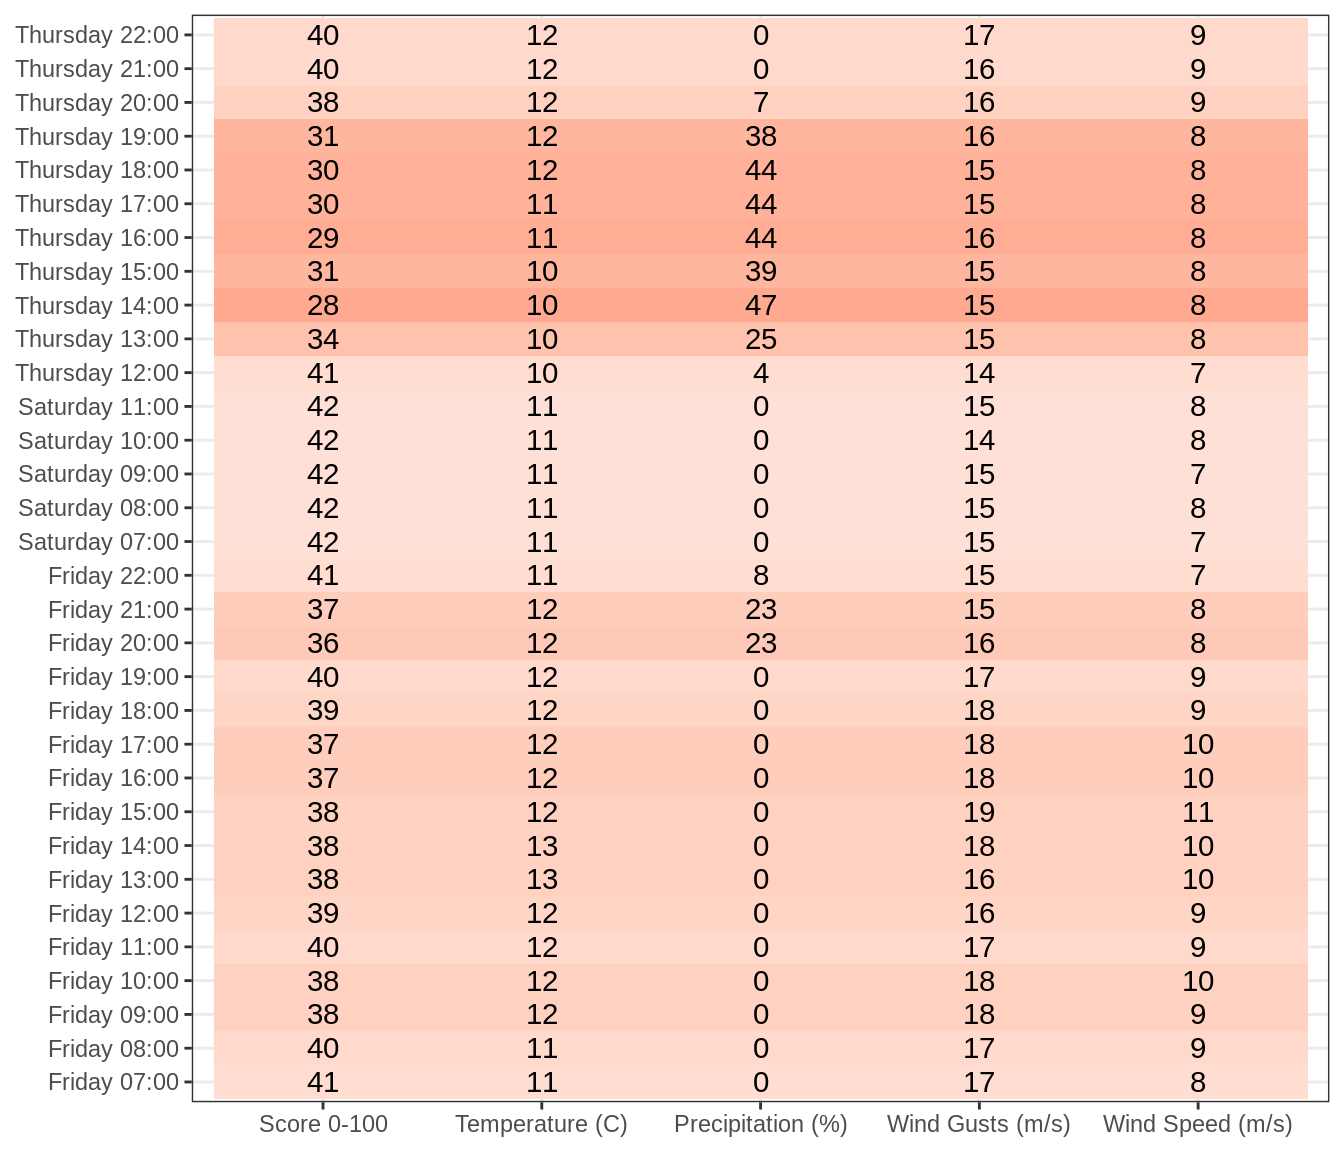 Thursday 22:00 40 12 0 17 9
Thursday 21:00 40 12 0 16 9
Thursday 20:00 38 12 7 16 9
Thursday 19:00 31 12 38 16 8
Thursday 18:00 30 12 44 15 8
Thursday 17:00 30 11 44 15 8
Thursday 16:00 29 11 44 16 8
Thursday 15:00 31 10 39 15 8
Thursday 14:00 28 10 47 15 8
Thursday 13:00 34 10 25 15 8
Thursday 12:00 41 10 4 14 7
Saturday 11:00 42 11 0 15 8
Saturday 10:00 42 11 0 14 8
Saturday 09:00 42 11 0 15 7
Saturday 08:00 42 11 0 15 8
Saturday 07:00 42 11 0 15 7
Friday 22:00 41 11 8 15 7
Friday 21:00 37 12 23 15 8
Friday 20:00 36 12 23 16 8
Friday 19:00 40 12 0 17 9
Friday 18:00 39 12 0 18 9
Friday 17:00 37 12 0 18 10
Friday 16:00 37 12 0 18 10
Friday 15:00 38 12 0 19 11
Friday 14:00 38 13 0 18 10
Friday 13:00 38 13 0 16 10
Friday 12:00 39 12 0 16 9
Friday 11:00 40 12 0 17 9
Friday 10:00 38 12 0 18 10
Friday 09:00 38 12 0 18 9
Friday 08:00 40 11 0 17 9
Friday 07:00 41 11 0 17 8
Score 0-100 Temperature (C) Precipitation (%) Wind Gusts (m/s) Wind Speed (m/s)